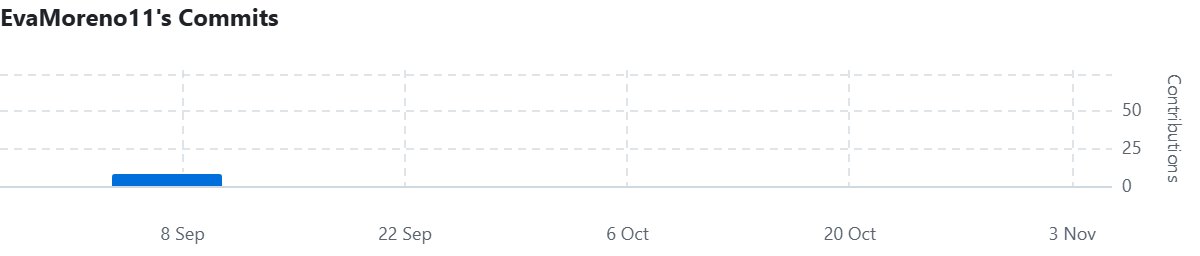 EvaMoreno11's Commits
50
25
0
Contributions
8 Sep
22 Sep
6 Oct
20 Oct
3 Nov